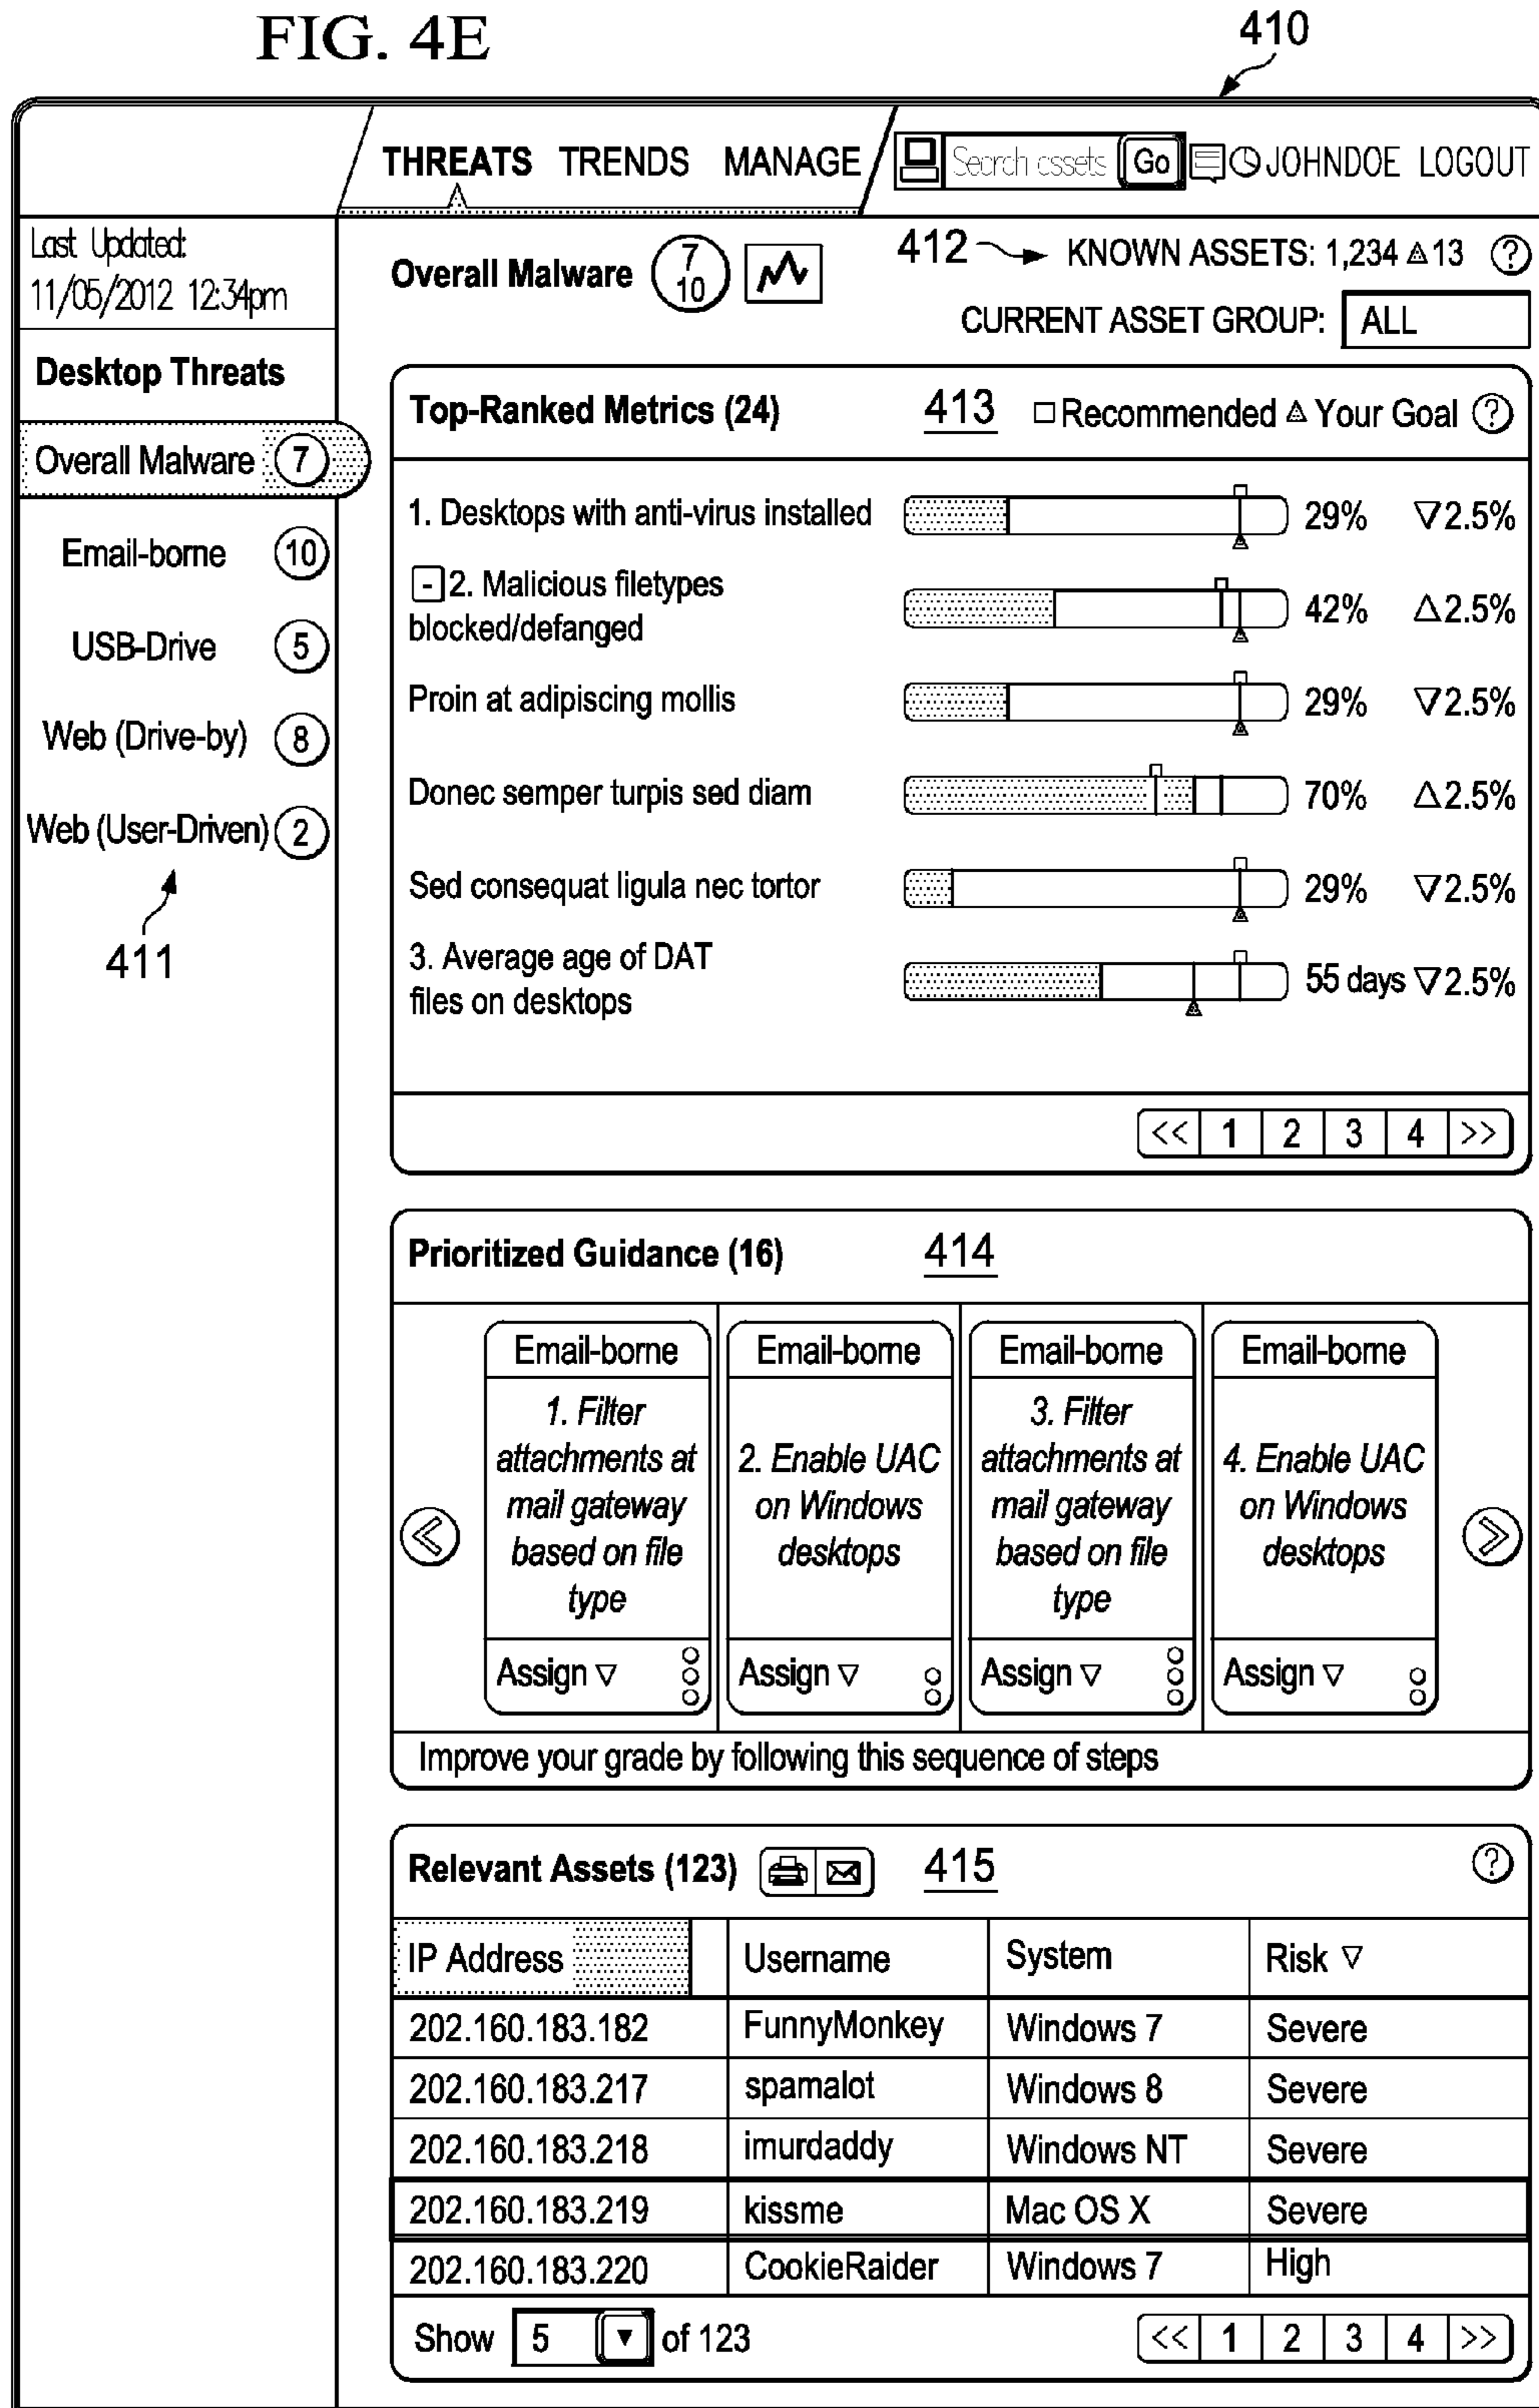 FIG. 4E
410
THREATS TRENDS MANAGE Search assets Go JOHNDOE LOGOUT
Last Updated:
11/05/2012 12:34pm
Desktop Threats
Overall Malware 7
Email-borne 10
USB-Drive 5
Web (Drive-by) 8
Web (User-Driven) 2
411
Overall Malware 7
10
412 KNOWN ASSETS: 1,234 △13 ?
CURRENT ASSET GROUP: ALL
Top-Ranked Metrics (24) 413 □ Recommended △ Your Goal ?
1. Desktops with anti-virus installed 29% ▽2.5%
- 2. Malicious filetypes
blocked/defanged 42% △2.5%
Proin at adipiscing mollis 29% ▽2.5%
Donec semper turpis sed diam 70% △2.5%
Sed consequat ligula nec tortor 29% ▽2.5%
3. Average age of DAT
files on desktops 55 days ▽2.5%
<< 1 2 3 4 >>
Prioritized Guidance (16) 414
Email-borne
1. Filter
attachments at
mail gateway
based on file
type
Assign ▽
Email-borne
2. Enable UAC
on Windows
desktops
Assign ▽
Email-borne
3. Filter
attachments at
mail gateway
based on file
type
Assign ▽
Email-borne
4. Enable UAC
on Windows
desktops
Assign ▽
Improve your grade by following this sequence of steps
Relevant Assets (123) 415 ?
IP Address Username System Risk ▽
202.160.183.182 FunnyMonkey Windows 7 Severe
202.160.183.217 spamalot Windows 8 Severe
202.160.183.218 imurdaddy Windows NT Severe
202.160.183.219 kissme Mac OS X Severe
202.160.183.220 CookieRaider Windows 7 High
Show 5 ▼ of 123 << 1 2 3 4 >>